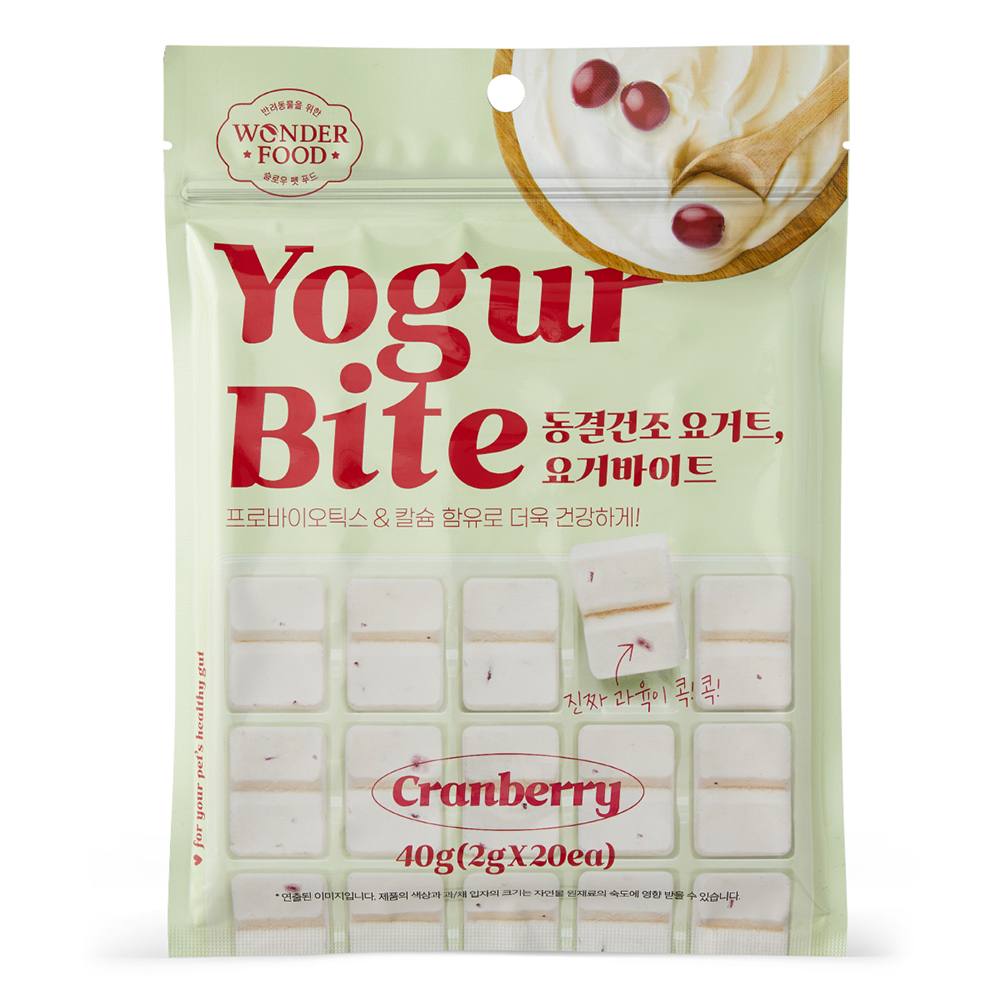 반려동물을 위한
WONDER
FOOD
슬로우 펫 푸드
Yogur
Bite
동결건조 요거트,
요거바이트
프로바이오틱스 & 칼슘 함유로 더욱 건강하게!
진짜 과육이 콕! 콕!
for your pet's healthy gut
Cranberry
40g(2gX20ea)
* 연출된 이미지입니다. 제품의 색상과 과/채 입자의 크기는 자연물 원재료의 숙도에 영향 받을 수 있습니다.